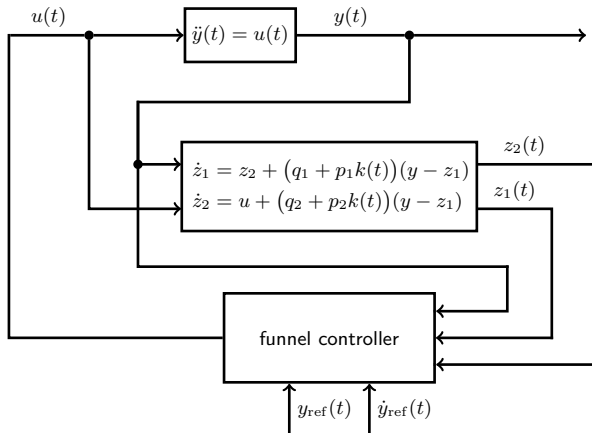 u(t)
ÿ(t) = u(t)
y(t)
ż₁ = z₂ + (q₁ + p₁k(t))(y − z₁)
ż₂ = u + (q₂ + p₂k(t))(y − z₁)
z₂(t)
z₁(t)
funnel controller
y_ref(t)
ẏ_ref(t)